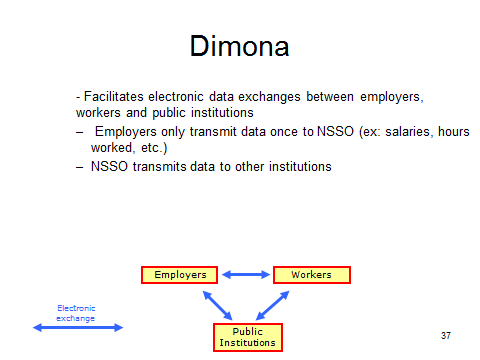 Dimona
- Facilitates electronic data exchanges between employers,
workers and public institutions
– Employers only transmit data once to NSSO (ex: salaries, hours
worked, etc.)
– NSSO transmits data to other institutions
Employers
Workers
Electronic
exchange
Public
Institutions
37